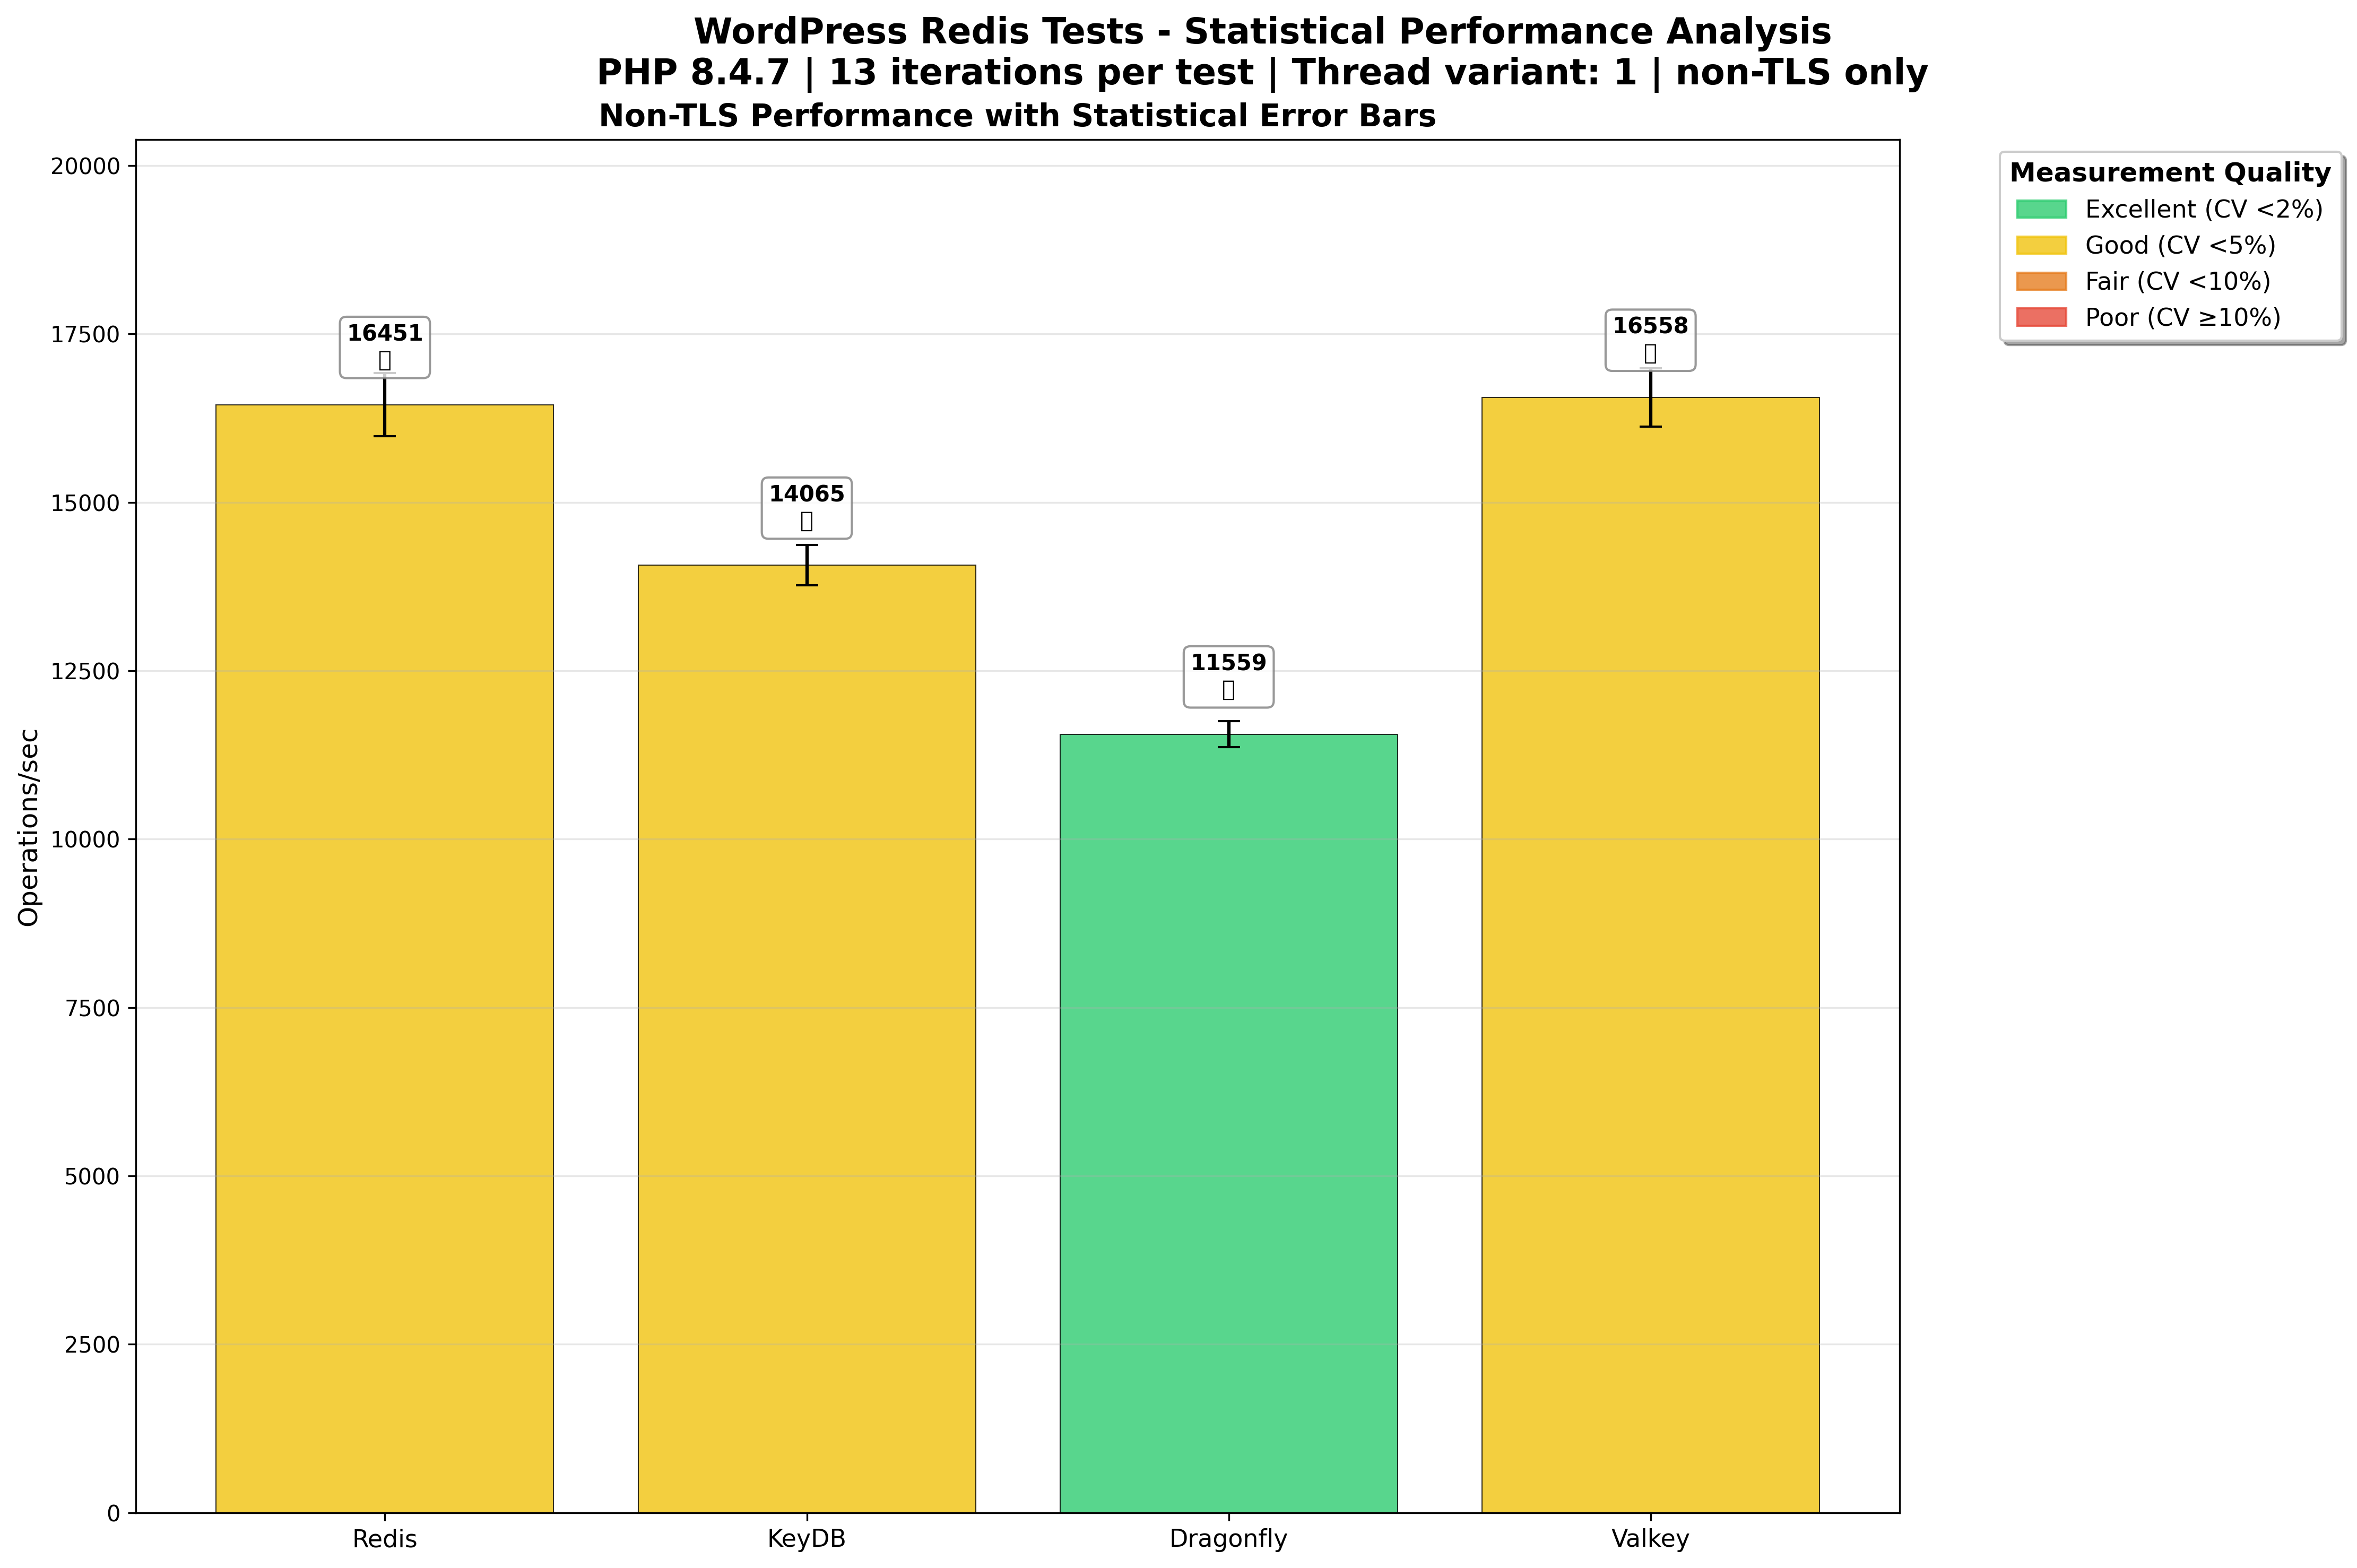 WordPress Redis Tests - Statistical Performance Analysis
PHP 8.4.7 | 13 iterations per test | Thread variant: 1 | non-TLS only
Non-TLS Performance with Statistical Error Bars
Measurement Quality
Excellent (CV <2%)
Good (CV <5%)
Fair (CV <10%)
Poor (CV ≥10%)
Operations/sec
20000
17500
15000
12500
10000
7500
5000
2500
0
16451
14065
11559
16558
Redis
KeyDB
Dragonfly
Valkey